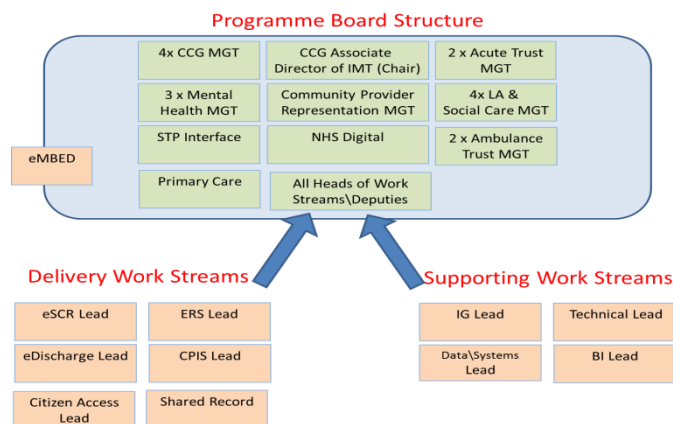 Programme Board Structure
4x CCG MGT
CCG Associate
Director of IMT (Chair)
2 x Acute Trust
MGT
3 x Mental
Health MGT
Community Provider
Representation MGT
4x LA &
Social Care MGT
STP Interface
NHS Digital
2 x Ambulance
Trust MGT
eMBED
Primary Care
All Heads of Work
Streams\Deputies
Delivery Work Streams
Supporting Work Streams
eSCR Lead
ERS Lead
IG Lead
Technical Lead
eDischarge Lead
CPIS Lead
Data\Systems
Lead
BI Lead
Citizen Access
Lead
Shared Record